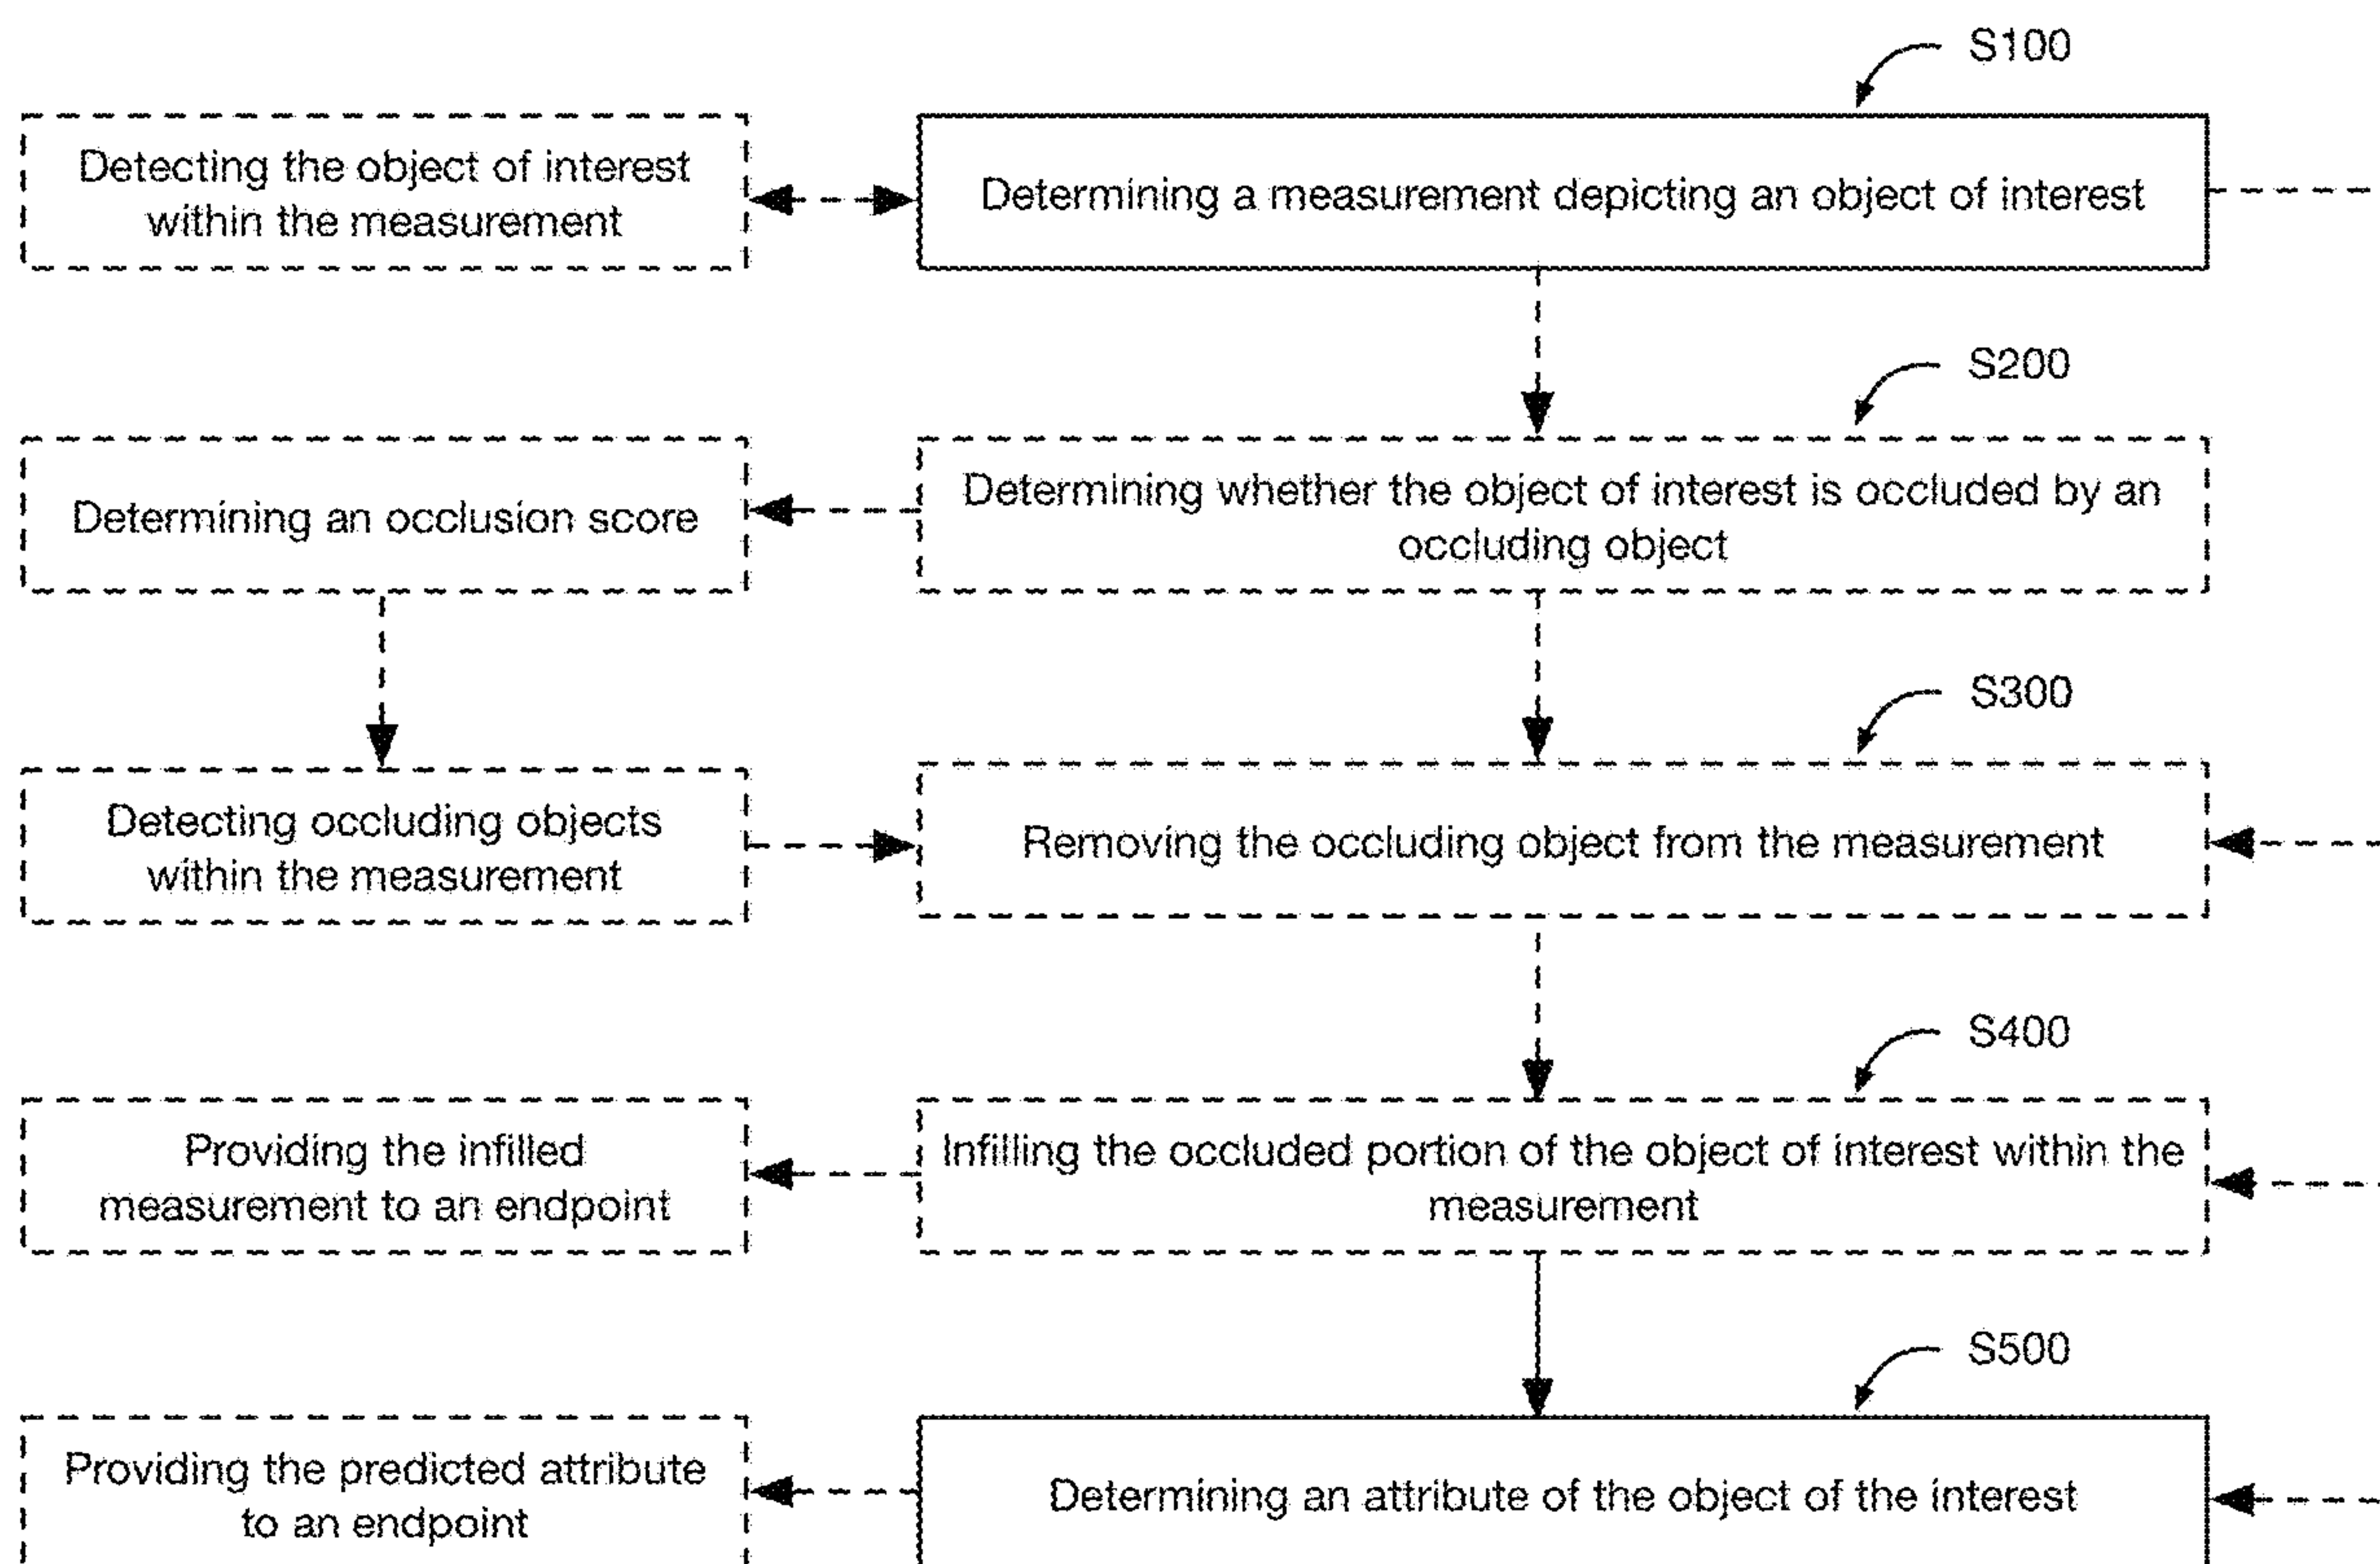 S100
Detecting the object of interest
within the measurement
Determining a measurement depicting an object of interest
S200
Determining an occlusion score
Determining whether the object of interest is occluded by an
occluding object
S300
Detecting occluding objects
within the measurement
Removing the occluding object from the measurement
S400
Providing the infilled
measurement to an endpoint
Infilling the occluded portion of the object of interest within the
measurement
S500
Providing the predicted attribute
to an endpoint
Determining an attribute of the object of the interest